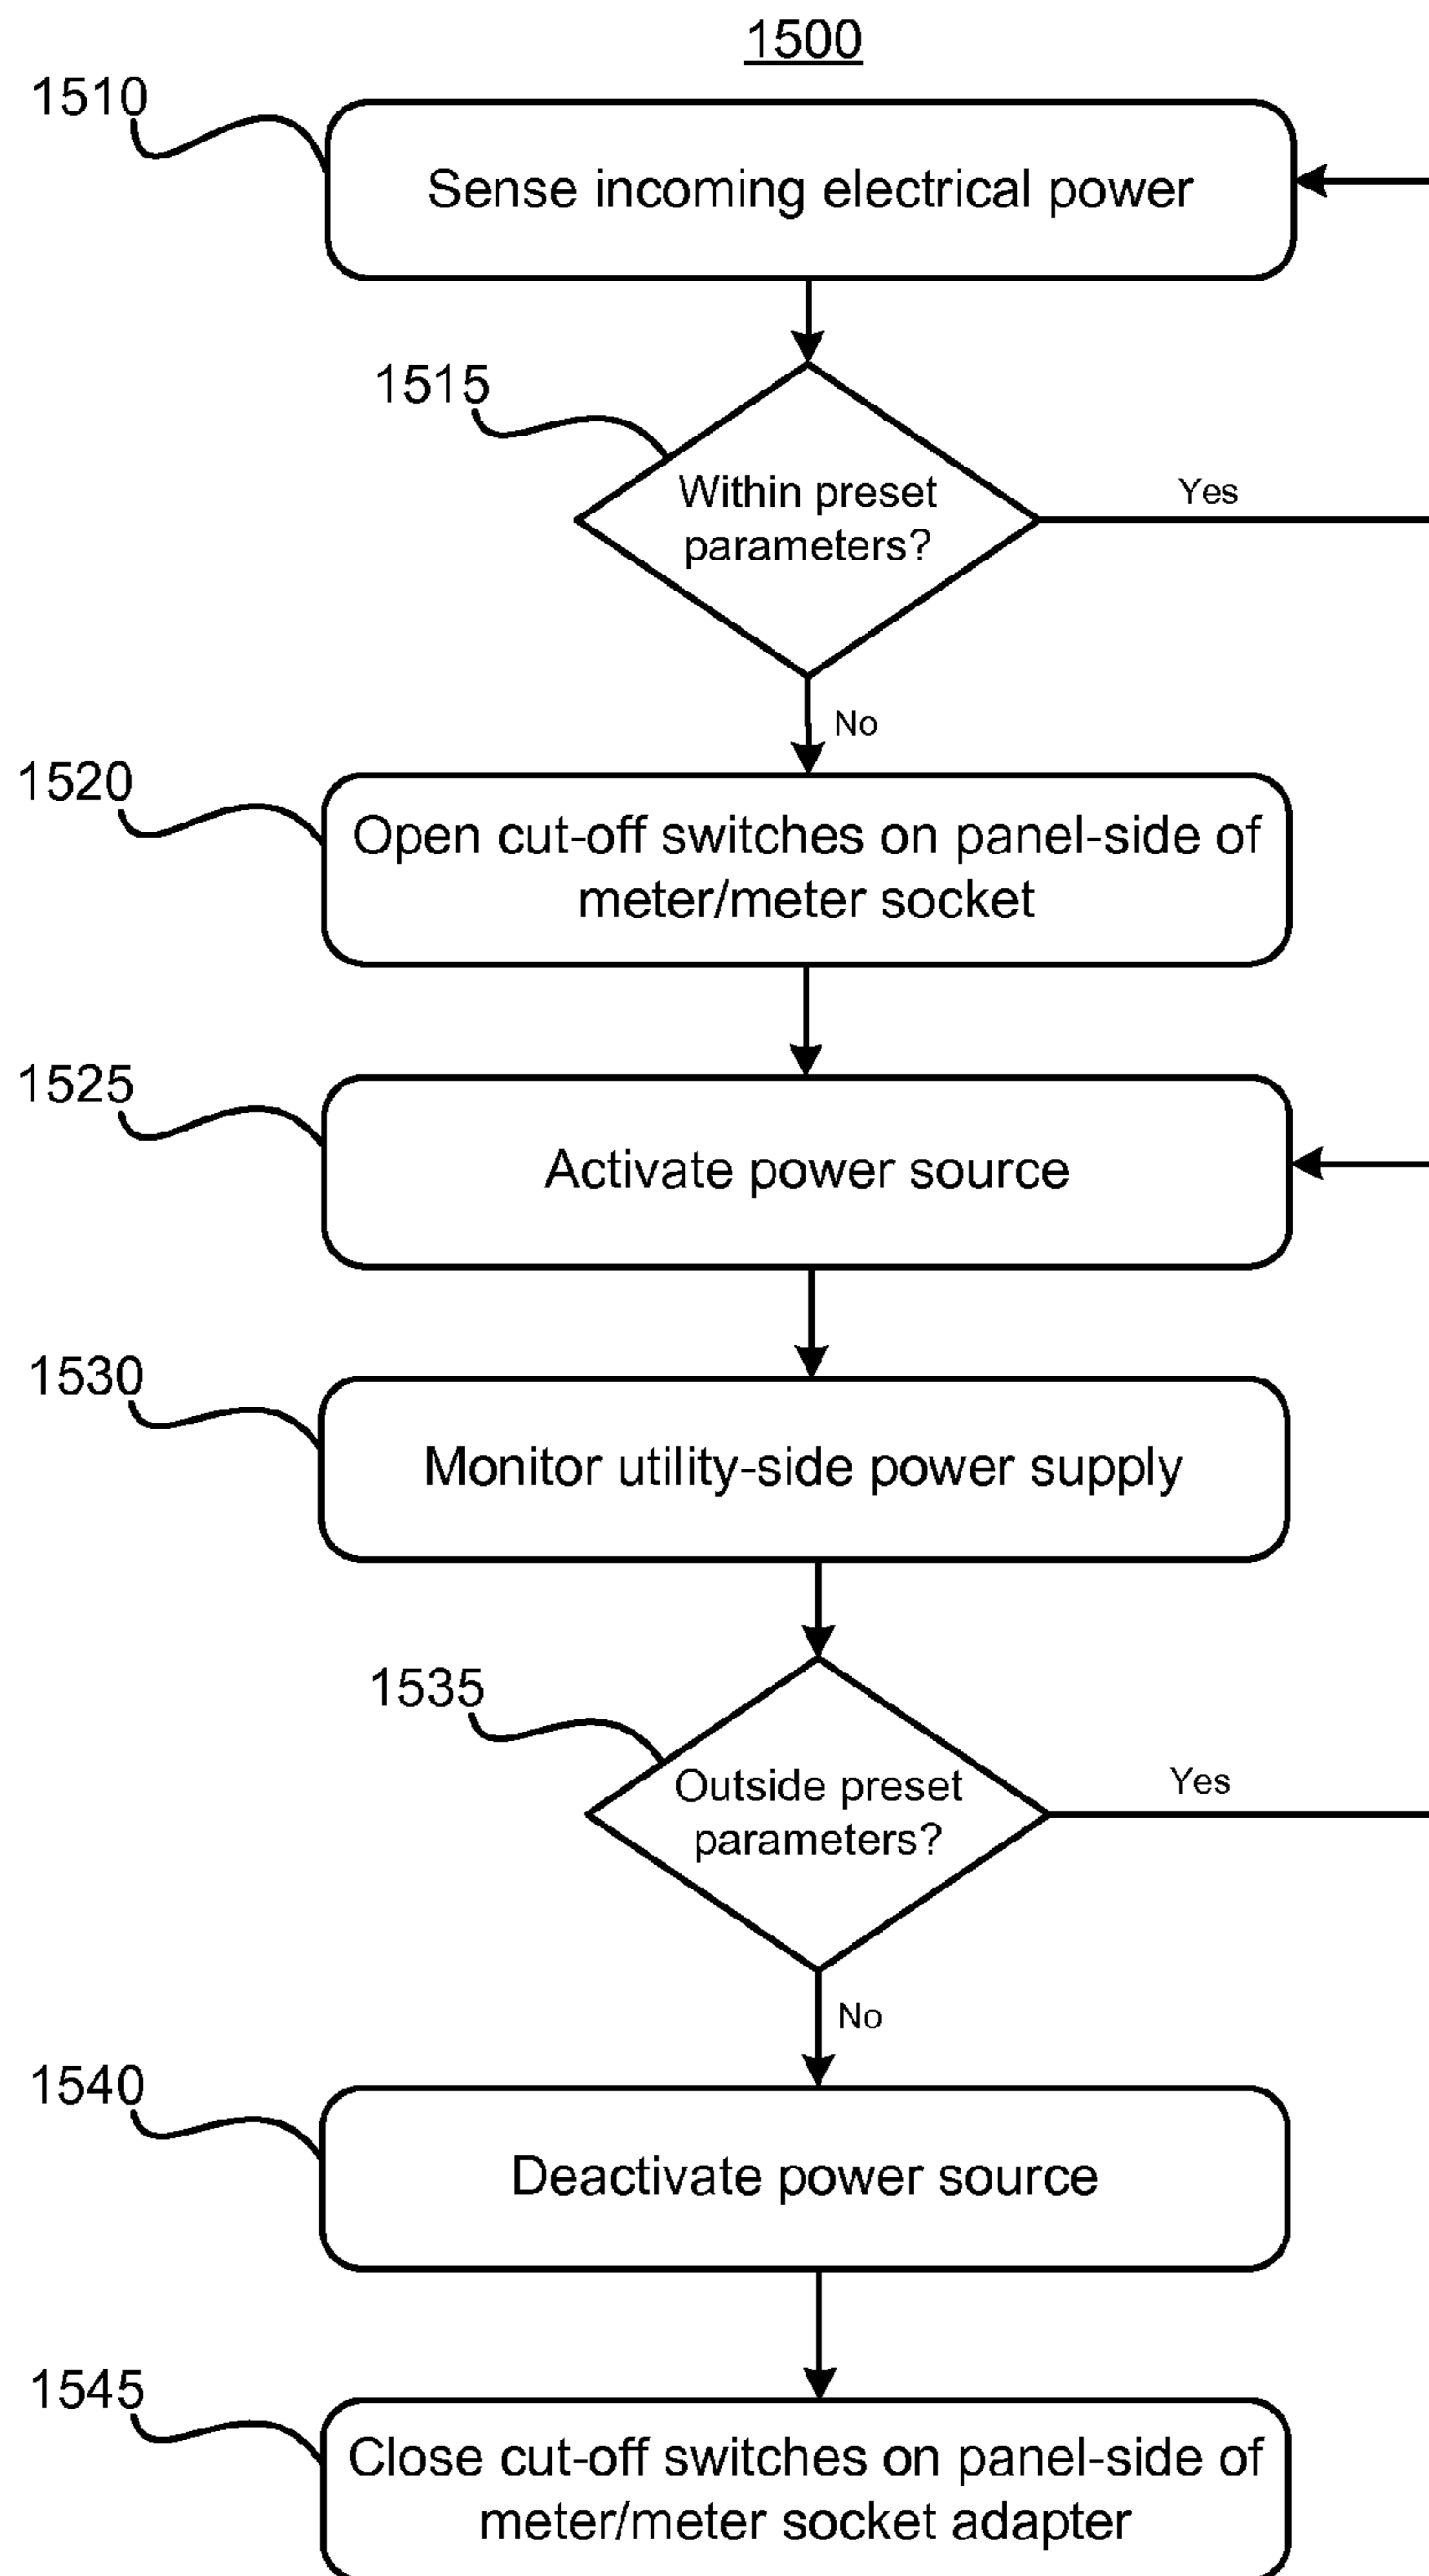 1500
1510
Sense incoming electrical power
1515
Within preset
parameters?
Yes
No
1520
Open cut-off switches on panel-side of
meter/meter socket
1525
Activate power source
1530
Monitor utility-side power supply
1535
Outside preset
parameters?
Yes
No
1540
Deactivate power source
1545
Close cut-off switches on panel-side of
meter/meter socket adapter